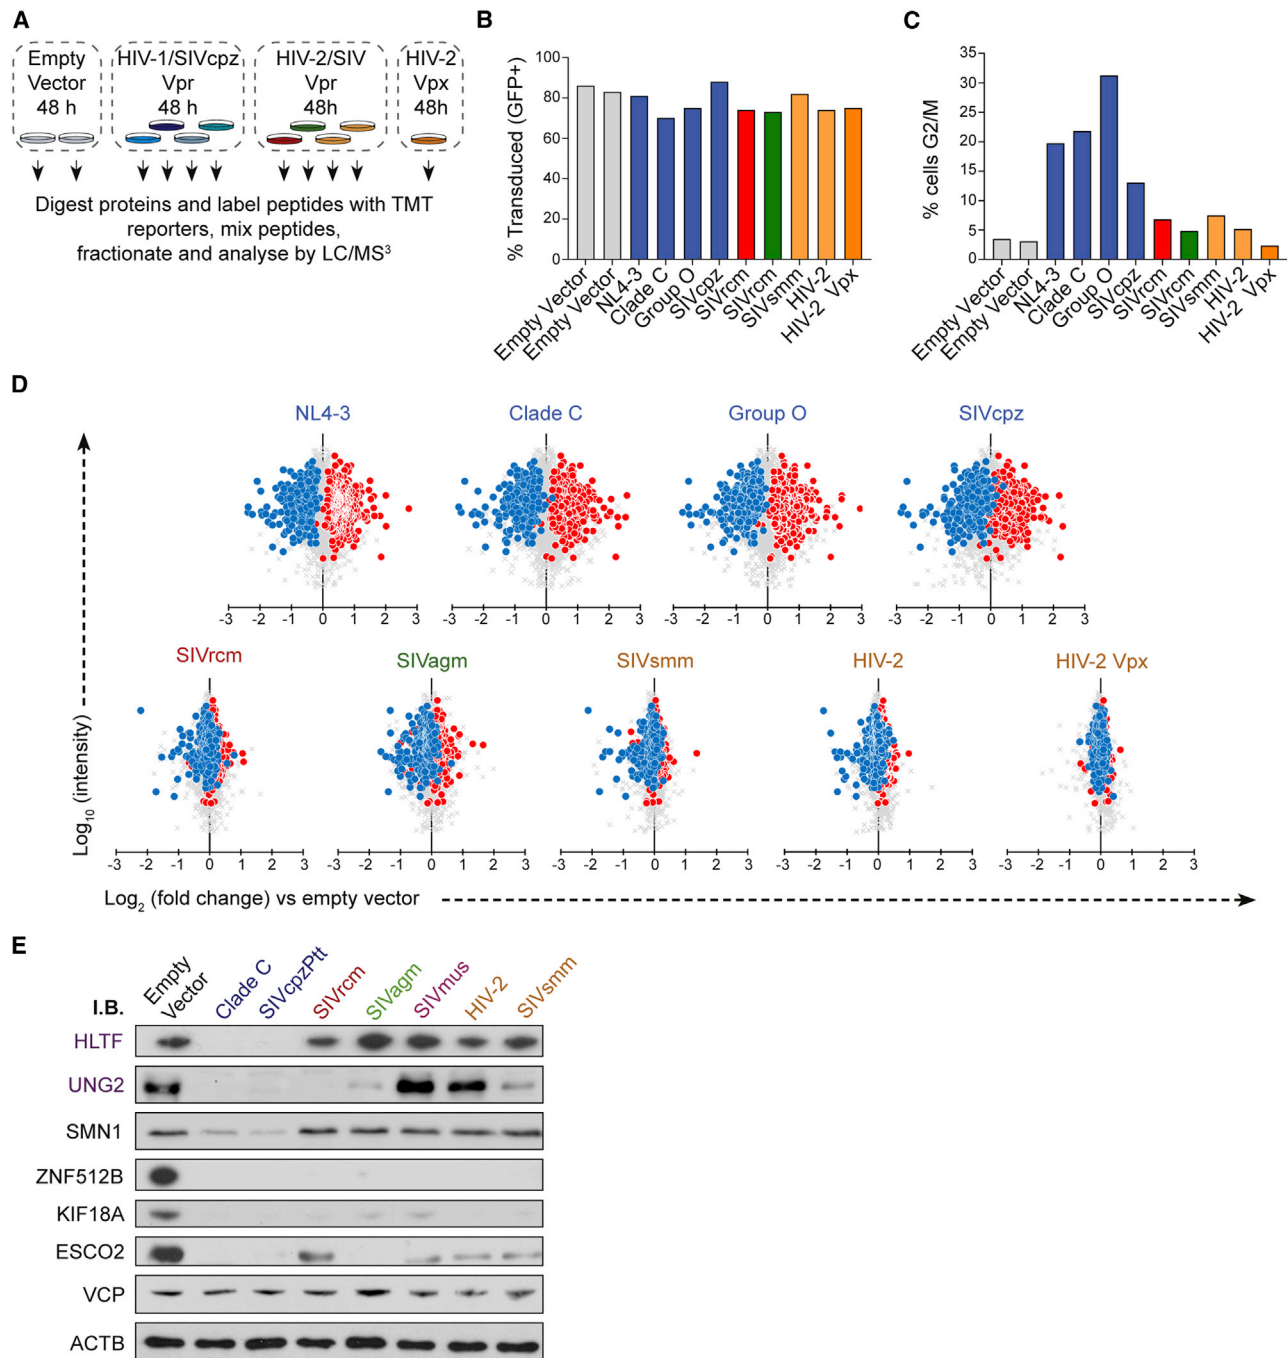 A
Empty
Vector
48 h
HIV-1/SIVcpz
Vpr
48 h
HIV-2/SIV
Vpr
48h
HIV-2
Vpx
48h
Digest proteins and label peptides with TMT
reporters, mix peptides,
fractionate and analyse by LC/MS³
B
% Transduced (GFP+)
100
80
60
40
20
0
Empty Vector
Empty Vector
NL4-3
Clade C
Group O
SIVcpz
SIVrcm
SIVrcm
SIVsmm
HIV-2
HIV-2 Vpx
C
% cells G2/M
35
30
25
20
15
10
5
0
Empty Vector
Empty Vector
NL4-3
Clade C
Group O
SIVcpz
SIVrcm
SIVrcm
SIVsmm
HIV-2
HIV-2 Vpx
D
NL4-3
Clade C
Group O
SIVcpz
-3 -2 -1 0 1 2 3
-3 -2 -1 0 1 2 3
-3 -2 -1 0 1 2 3
-3 -2 -1 0 1 2 3
SIVrcm
SIVagm
SIVsmm
HIV-2
HIV-2 Vpx
-3 -2 -1 0 1 2 3
-3 -2 -1 0 1 2 3
-3 -2 -1 0 1 2 3
-3 -2 -1 0 1 2 3
-3 -2 -1 0 1 2 3
Log₁₀ (intensity)
Log₂ (fold change) vs empty vector
E
I.B.
Empty
Vector
Clade C
SIVcpzPtt
SIVrcm
SIVagm
SIVmus
HIV-2
SIVsmm
HLTF
UNG2
SMN1
ZNF512B
KIF18A
ESCO2
VCP
ACTB